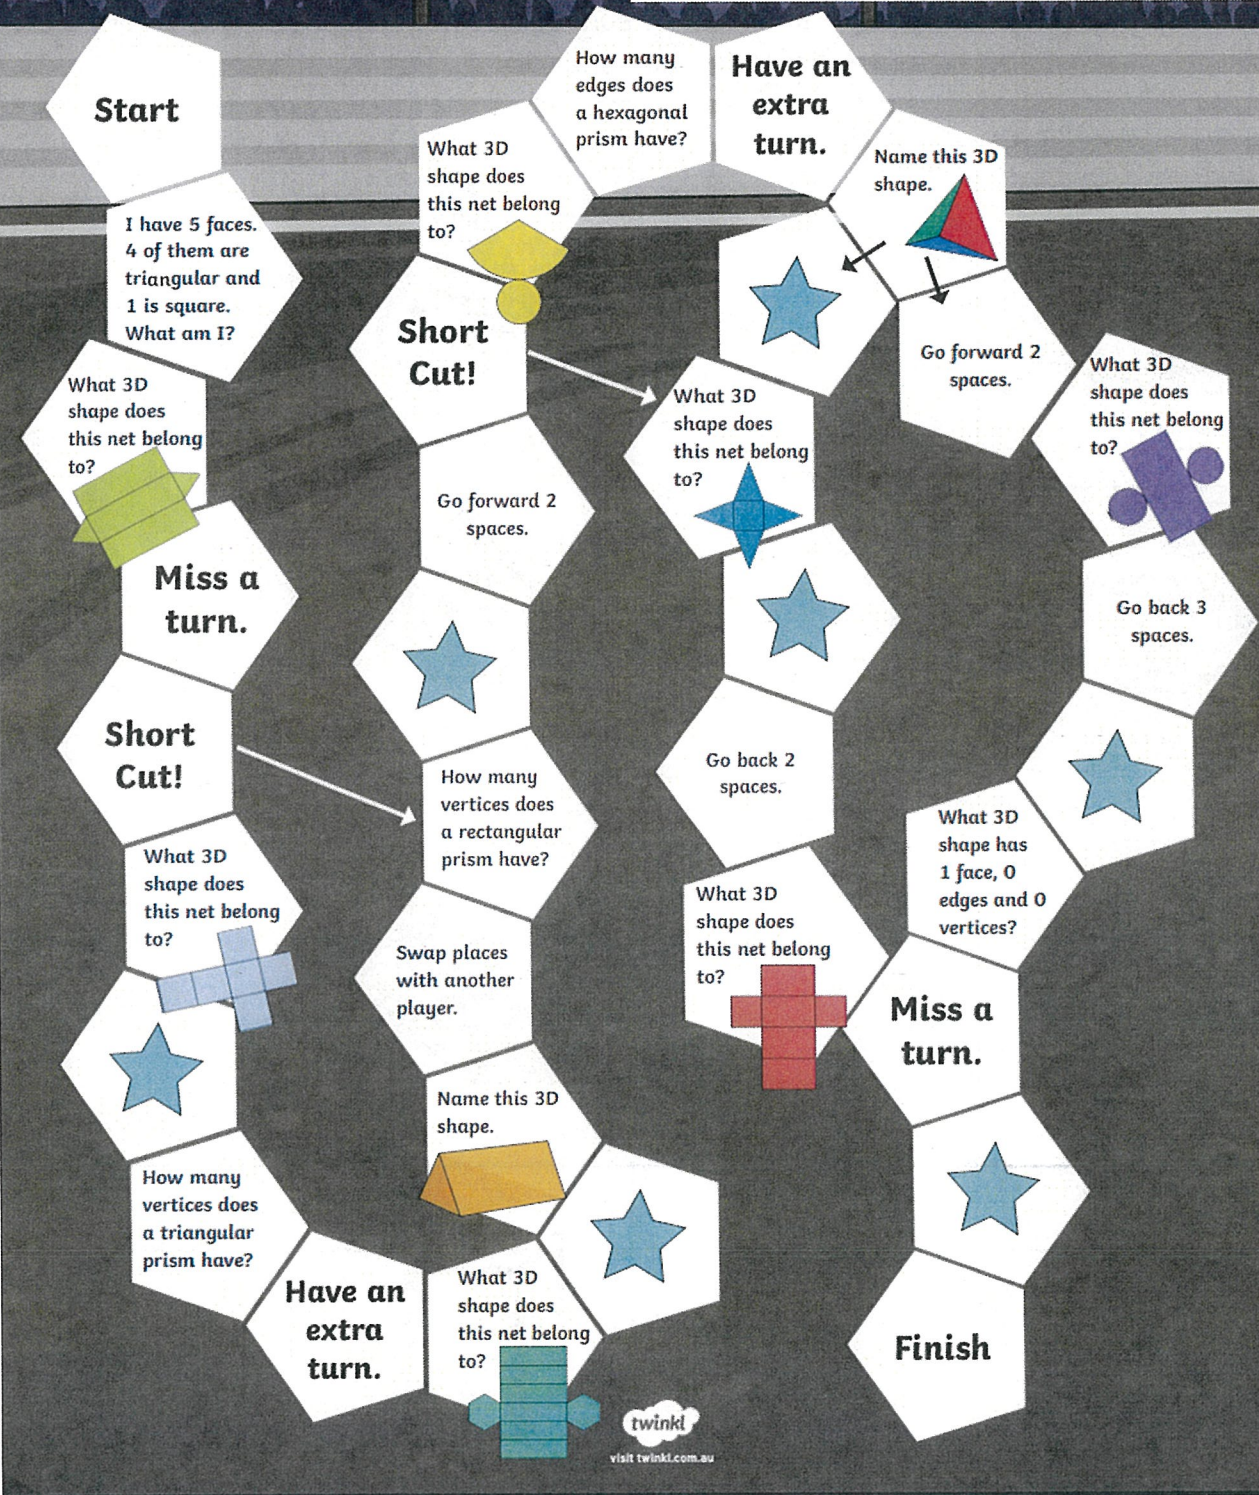 Start
I have 5 faces.
4 of them are
triangular and
1 is square.
What am I?
What 3D
shape does
this net belong
to?
Miss a
turn.
Short
Cut!
What 3D
shape does
this net belong
to?
How many
vertices does
a triangular
prism have?
Have an
extra
turn.
What 3D
shape does
this net belong
to?
Name this 3D
shape.
Swap places
with another
player.
How many
vertices does
a rectangular
prism have?
Go forward 2
spaces.
Short
Cut!
What 3D
shape does
this net belong
to?
How many
edges does
a hexagonal
prism have?
Have an
extra
turn.
Name this 3D
shape.
What 3D
shape does
this net belong
to?
Go back 2
spaces.
What 3D
shape does
this net belong
to?
Go forward 2
spaces.
What 3D
shape does
this net belong
to?
Go back 3
spaces.
What 3D
shape has
1 face, 0
edges and 0
vertices?
Miss a
turn.
Finish
twinkl
visit twinkl.com.au